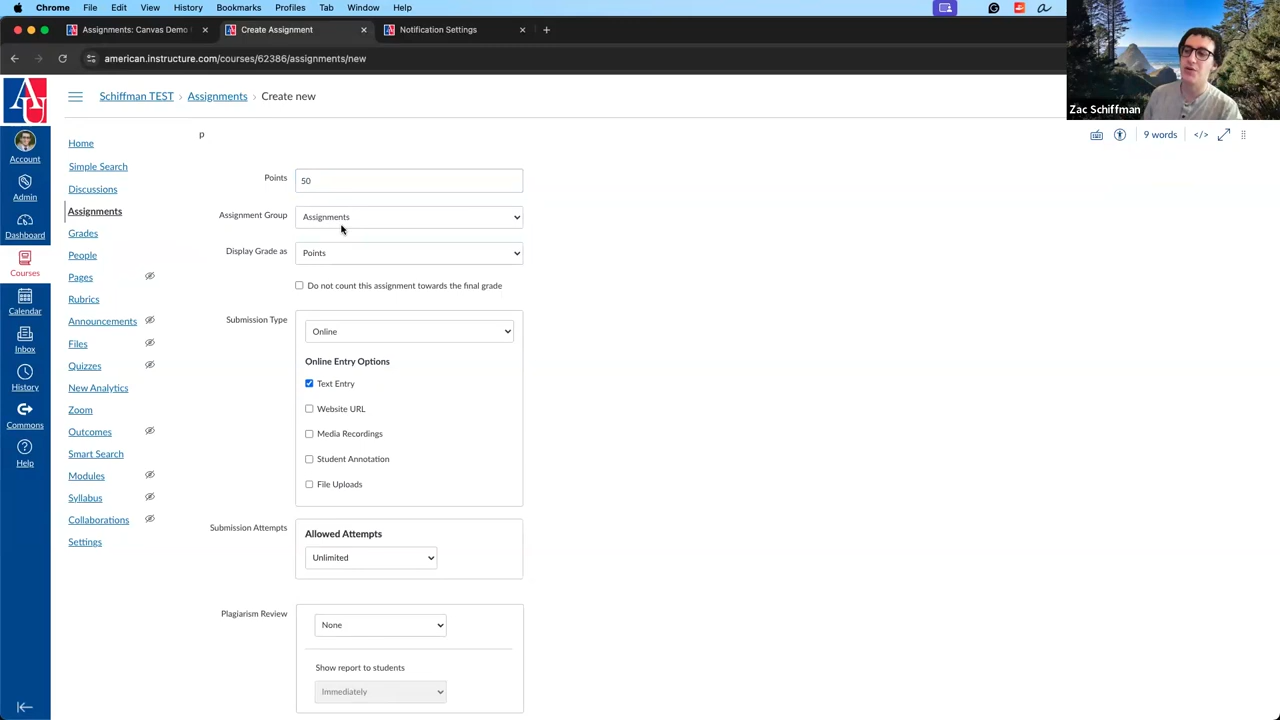 Chrome File Edit View History Bookmarks Profiles Tab Window Help
Assignments: Canvas Demo
Create Assignment
Notification Settings
american.instructure.com/courses/62386/assignments/new
Zac Schiffman
AU
Schiffman TEST › Assignments › Create new
p
9 words
</>
Account
Admin
Dashboard
Courses
Calendar
Inbox
History
Commons
Help
Home
Simple Search
Discussions
Assignments
Grades
People
Pages
Rubrics
Announcements
Files
Quizzes
New Analytics
Zoom
Outcomes
Smart Search
Modules
Syllabus
Collaborations
Settings
Points 50
Assignment Group Assignments
Display Grade as Points
Do not count this assignment towards the final grade
Submission Type Online
Online Entry Options
Text Entry
Website URL
Media Recordings
Student Annotation
File Uploads
Submission Attempts
Allowed Attempts
Unlimited
Plagiarism Review None
Show report to students
Immediately